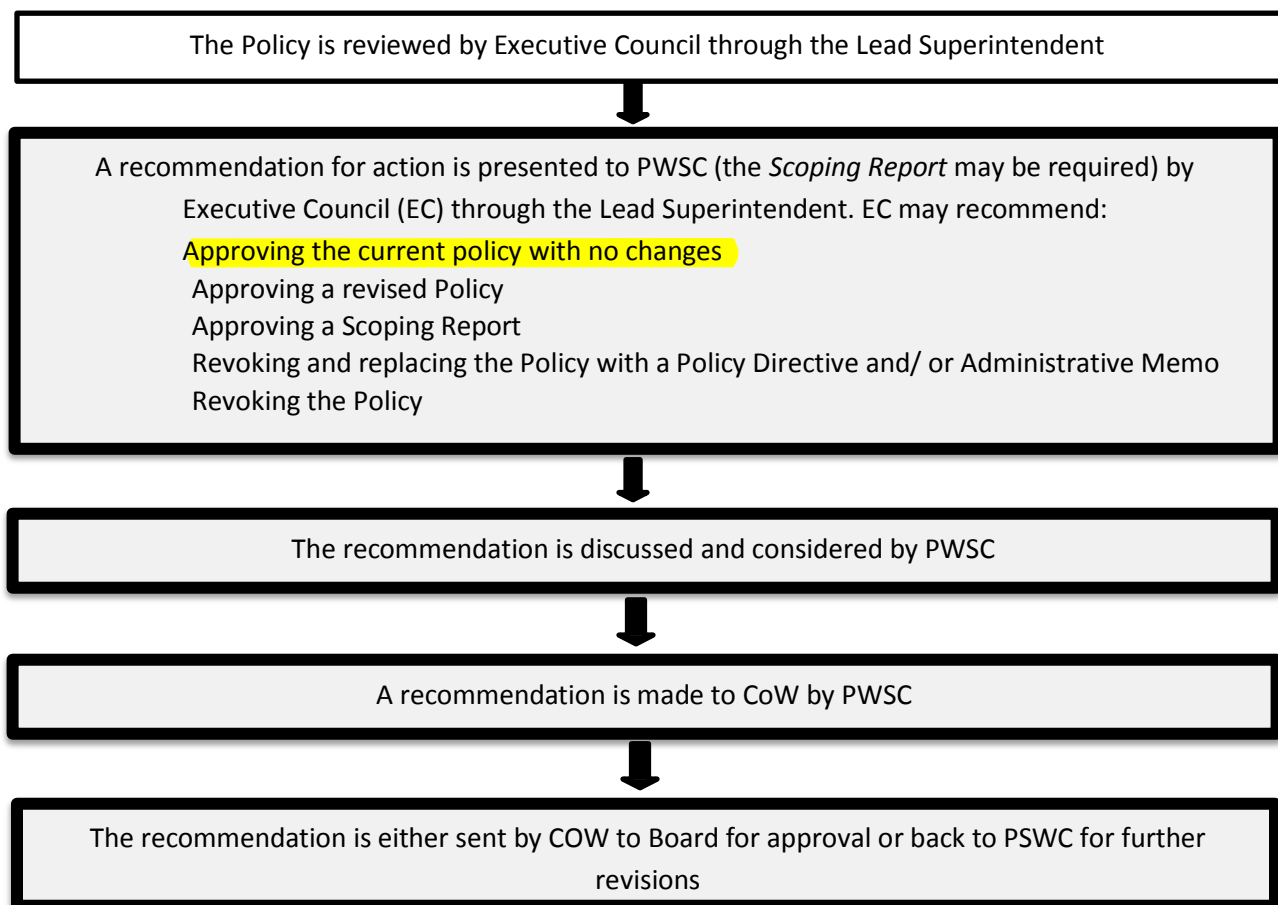 The Policy is reviewed by Executive Council through the Lead Superintendent
A recommendation for action is presented to PWSC (the Scoping Report may be required) by
Executive Council (EC) through the Lead Superintendent. EC may recommend:
Approving the current policy with no changes
Approving a revised Policy
Approving a Scoping Report
Revoking and replacing the Policy with a Policy Directive and/ or Administrative Memo
Revoking the Policy
The recommendation is discussed and considered by PWSC
A recommendation is made to CoW by PWSC
The recommendation is either sent by COW to Board for approval or back to PSWC for further
revisions